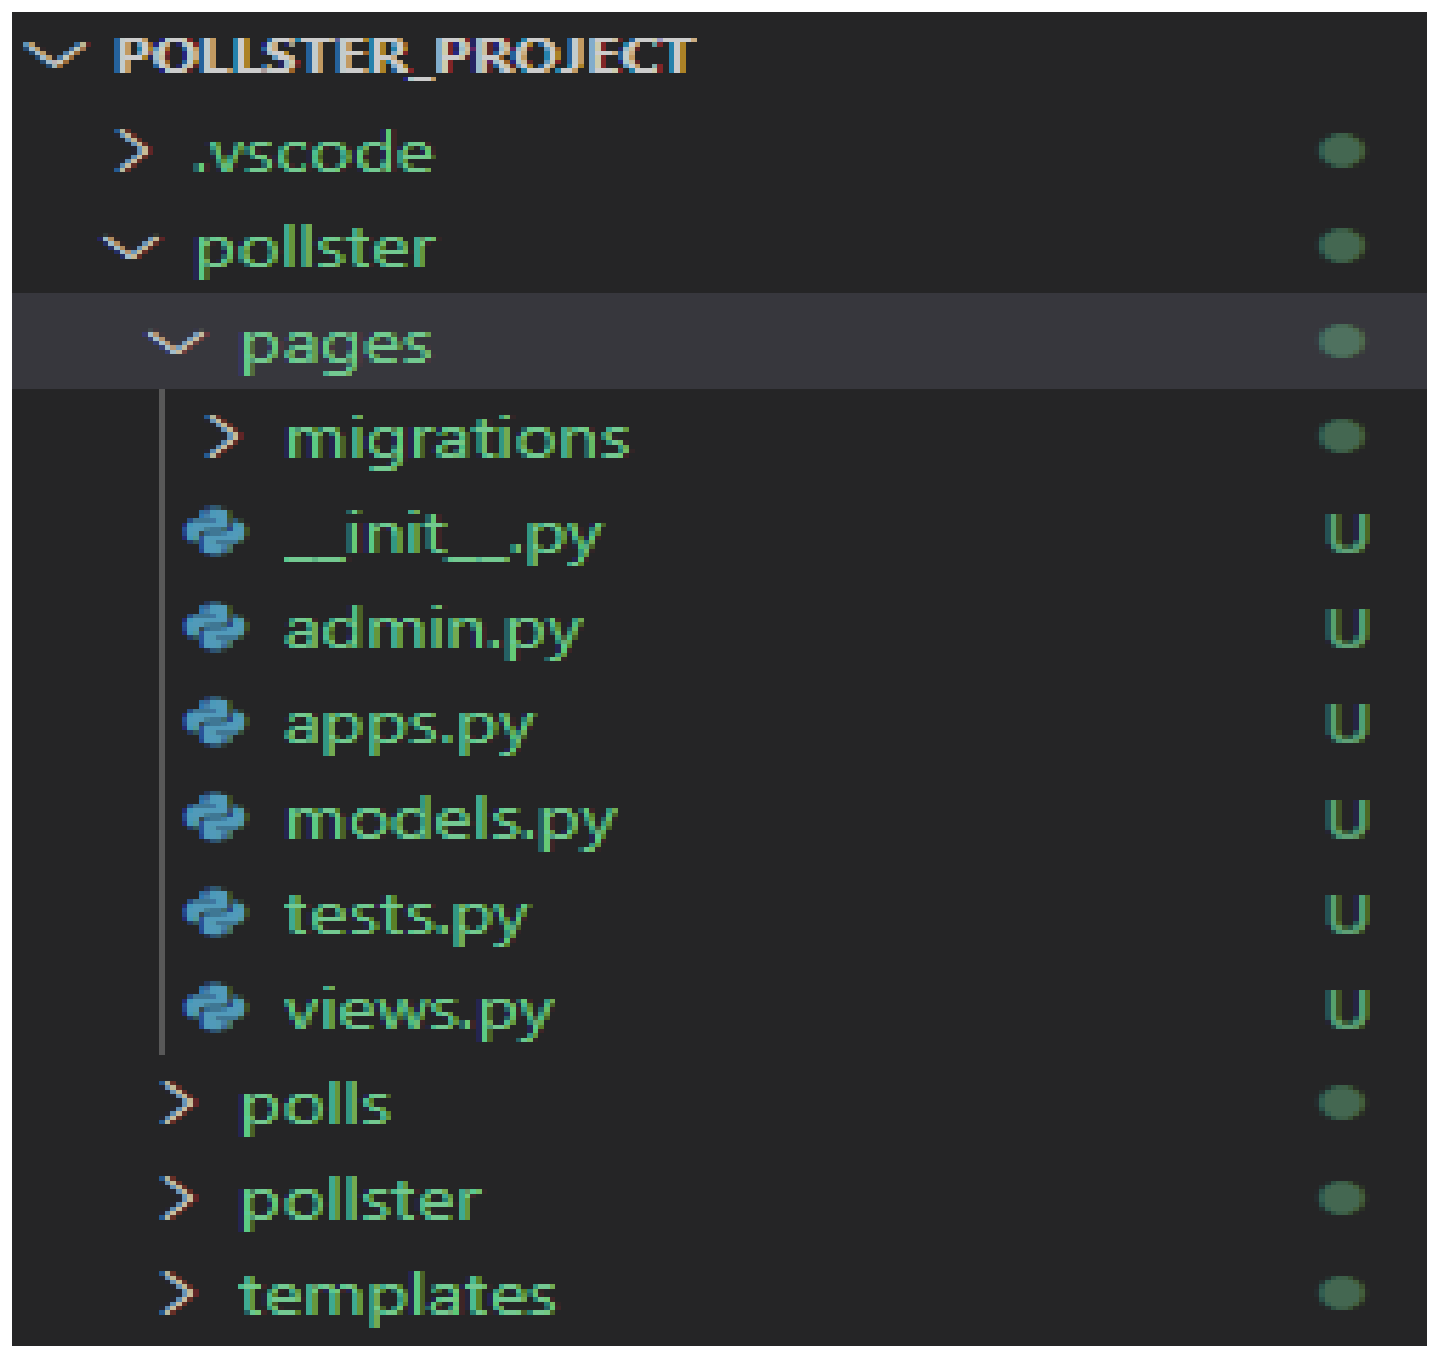 POLLSTER_PROJECT
.vscode
pollster
pages
migrations
__init__.py U
admin.py U
apps.py U
models.py U
tests.py U
views.py U
polls
pollster
templates